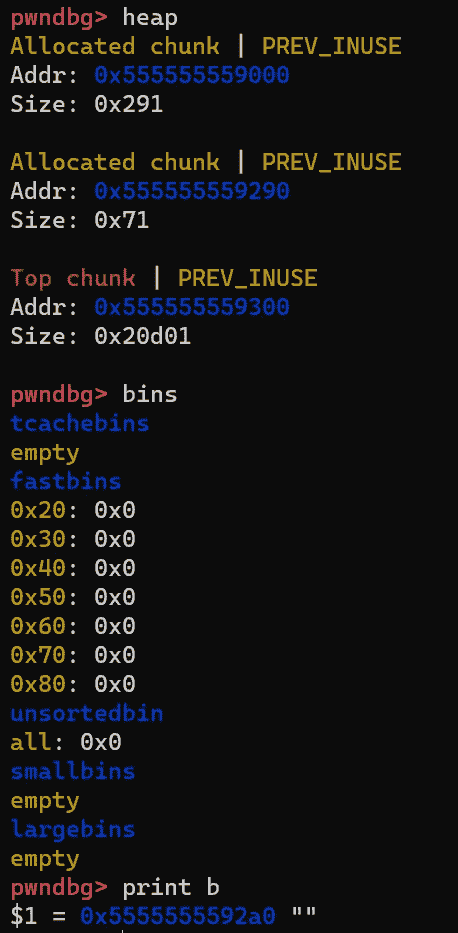 pwndbg> heap
Allocated chunk | PREV_INUSE
Addr: 0x555555559000
Size: 0x291
Allocated chunk | PREV_INUSE
Addr: 0x555555559290
Size: 0x71
Top chunk | PREV_INUSE
Addr: 0x555555559300
Size: 0x20d01
pwndbg> bins
tcachebins
empty
fastbins
0x20: 0x0
0x30: 0x0
0x40: 0x0
0x50: 0x0
0x60: 0x0
0x70: 0x0
0x80: 0x0
unsortedbin
all: 0x0
smallbins
empty
largebins
empty
pwndbg> print b
$1 = 0x5555555592a0 ""